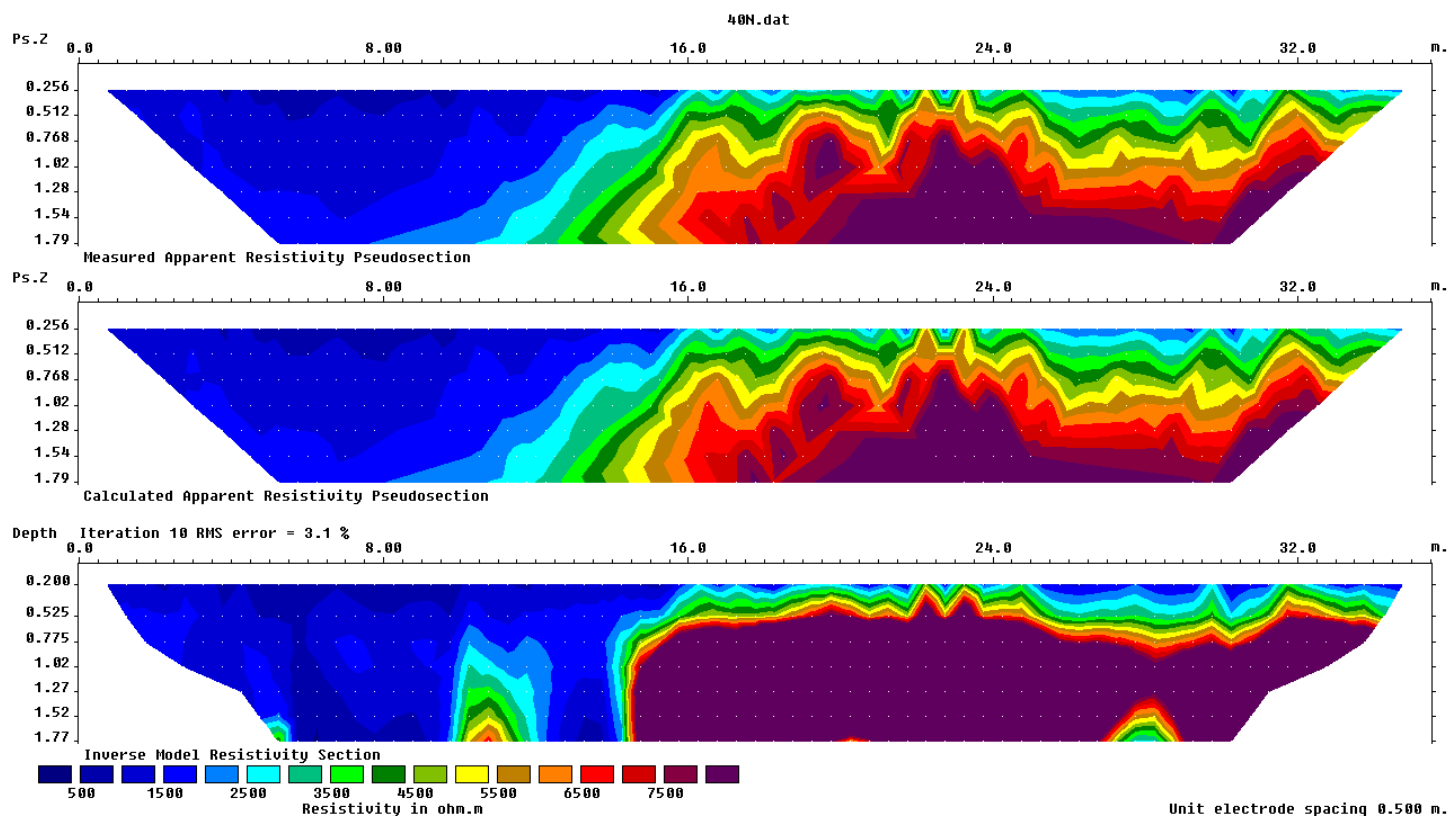 40N.dat
Ps.Z 0.0 8.00 16.0 24.0 32.0 m.
0.256
0.512
0.768
1.02
1.28
1.54
1.79
Measured Apparent Resistivity Pseudosection
Ps.Z 0.0 8.00 16.0 24.0 32.0 m.
0.256
0.512
0.768
1.02
1.28
1.54
1.79
Calculated Apparent Resistivity Pseudosection
Depth Iteration 10 RMS error = 3.1 %
0.0 8.00 16.0 24.0 32.0 m.
0.200
0.525
0.775
1.02
1.27
1.52
1.77
Inverse Model Resistivity Section
500 1500 2500 3500 4500 5500 6500 7500
Resistivity in ohm.m
Unit electrode spacing 0.500 m.